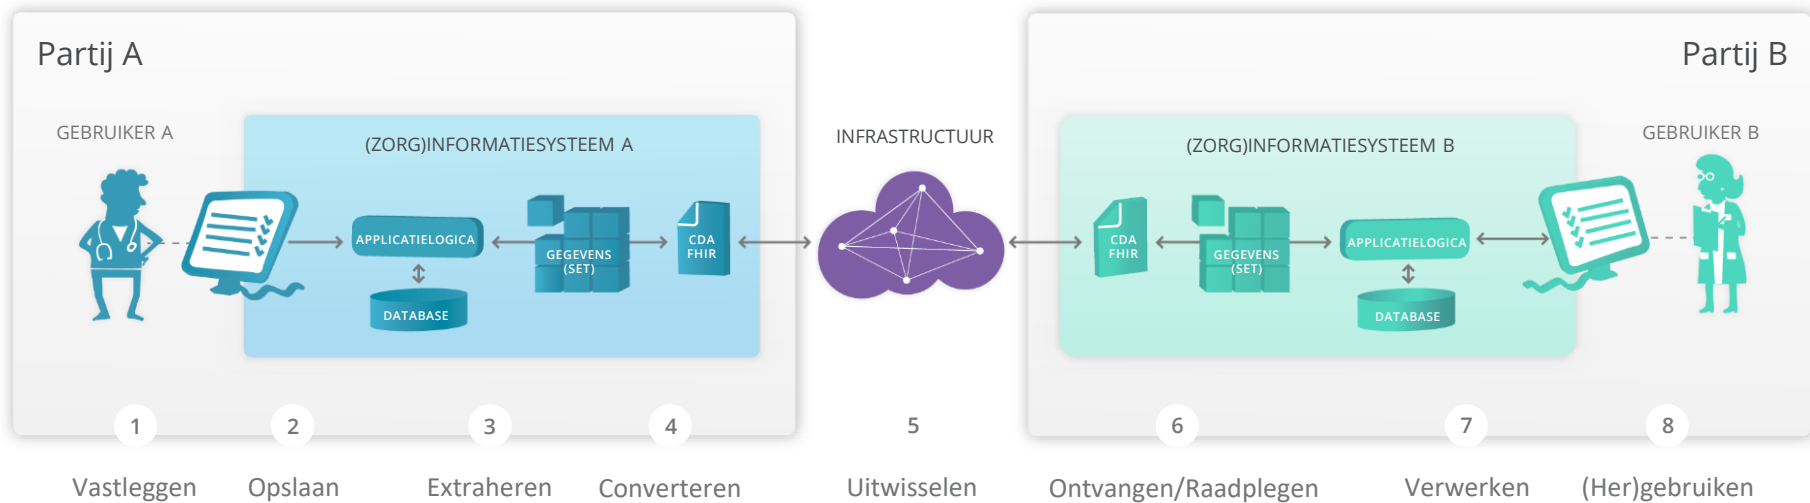 Partij A
Partij B
GEBRUIKER A
(ZORG)INFORMATIESYSTEEM A
INFRASTRUCTUUR
(ZORG)INFORMATIESYSTEEM B
GEBRUIKER B
APPLICATIELOGICA
DATABASE
GEGEVENS
(SET)
CDA
FHIR
CDA
FHIR
GEGEVENS
(SET)
APPLICATIELOGICA
DATABASE
1
2
3
4
5
6
7
8
Vastleggen
Opslaan
Extraheren
Converteren
Uitwisselen
Ontvangen/Raadplegen
Verwerken
(Her)gebruiken